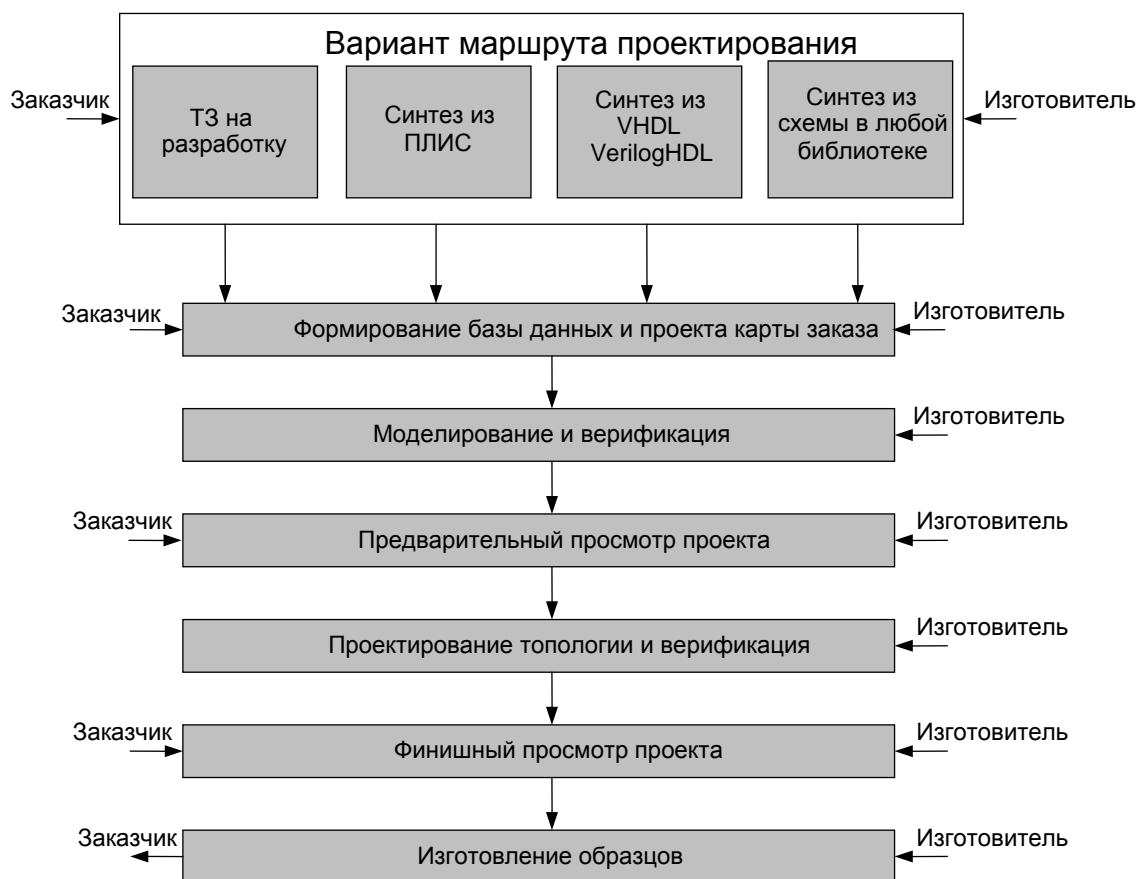 Вариант маршрута проектирования
Заказчик
ТЗ на
разработку
Синтез из
ПЛИС
Синтез из
VHDL
VerilogHDL
Синтез из
схемы в любой
библиотеке
Изготовитель
Заказчик
Формирование базы данных и проекта карты заказа
Изготовитель
Моделирование и верификация
Изготовитель
Заказчик
Предварительный просмотр проекта
Изготовитель
Проектирование топологии и верификация
Изготовитель
Заказчик
Финишный просмотр проекта
Изготовитель
Заказчик
Изготовление образцов
Изготовитель